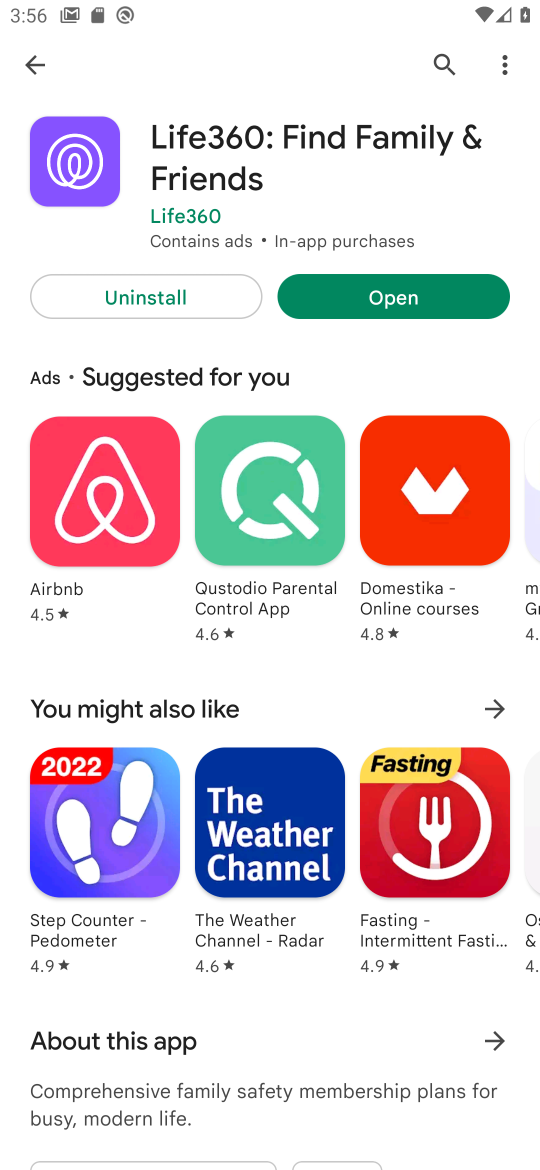 3:56
Life360: Find Family &
Friends
Life360
Contains ads • In-app purchases
Uninstall
Open
Ads · Suggested for you
Airbnb
4.5★
Qustodio Parental
Control App
4.6★
Domestika -
Online courses
4.8★
m
G
4.
You might also like
2022
The
Weather
Channel
Fasting
Step Counter -
Pedometer
4.9★
The Weather
Channel - Radar
4.6★
Fasting -
Intermittent Fasti...
4.9★
&
4.
About this app
Comprehensive family safety membership plans for
busy, modern life.